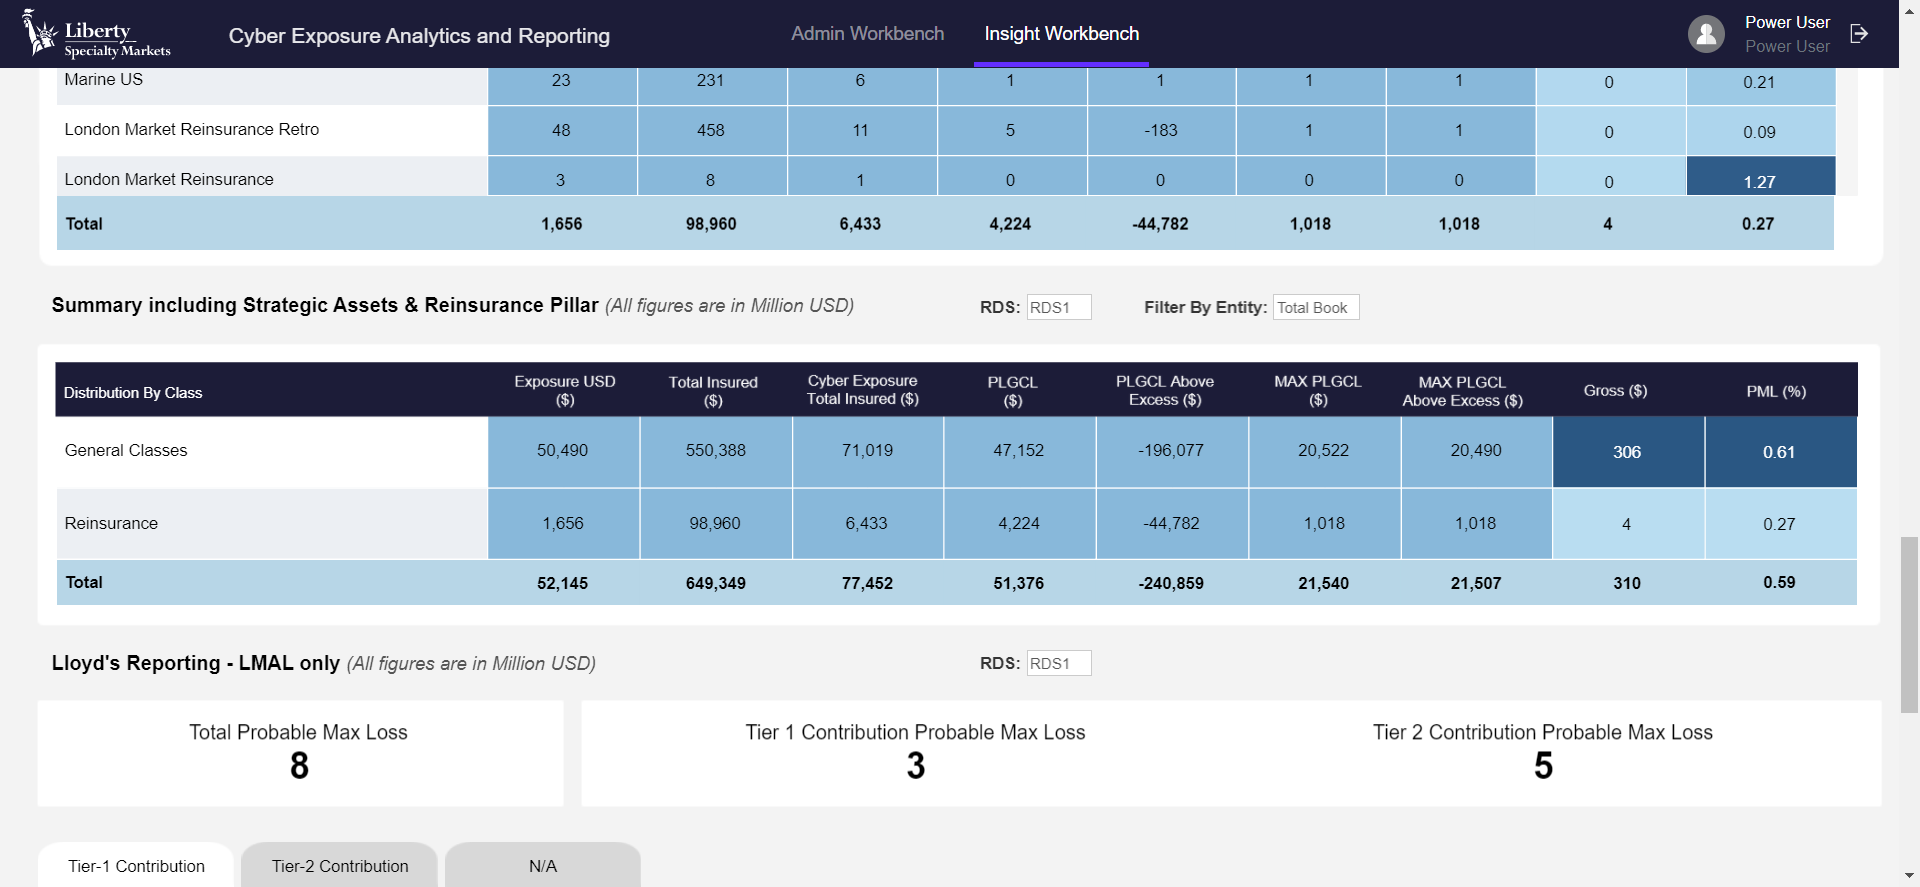 Liberty
Specialty Markets
Cyber Exposure Analytics and Reporting
Admin Workbench
Insight Workbench
Power User
Power User
Marine US 23 231 6 1 1 1 1 0 0.21
London Market Reinsurance Retro 48 458 11 5 -183 1 1 0 0.09
London Market Reinsurance 3 8 1 0 0 0 0 0 1.27
Total 1,656 98,960 6,433 4,224 -44,782 1,018 1,018 4 0.27
Summary including Strategic Assets & Reinsurance Pillar (All figures are in Million USD) RDS: RDS1 Filter By Entity: Total Book
Distribution By Class
Exposure USD
($)
Total Insured
($)
Cyber Exposure
Total Insured ($)
PLGCL
($)
PLGCL Above
Excess ($)
MAX PLGCL
($)
MAX PLGCL
Above Excess ($)
Gross ($)
PML (%)
General Classes 50,490 550,388 71,019 47,152 -196,077 20,522 20,490 306 0.61
Reinsurance 1,656 98,960 6,433 4,224 -44,782 1,018 1,018 4 0.27
Total 52,145 649,349 77,452 51,376 -240,859 21,540 21,507 310 0.59
Lloyd's Reporting - LMAL only (All figures are in Million USD) RDS: RDS1
Total Probable Max Loss
8
Tier 1 Contribution Probable Max Loss
3
Tier 2 Contribution Probable Max Loss
5
Tier-1 Contribution
Tier-2 Contribution
N/A